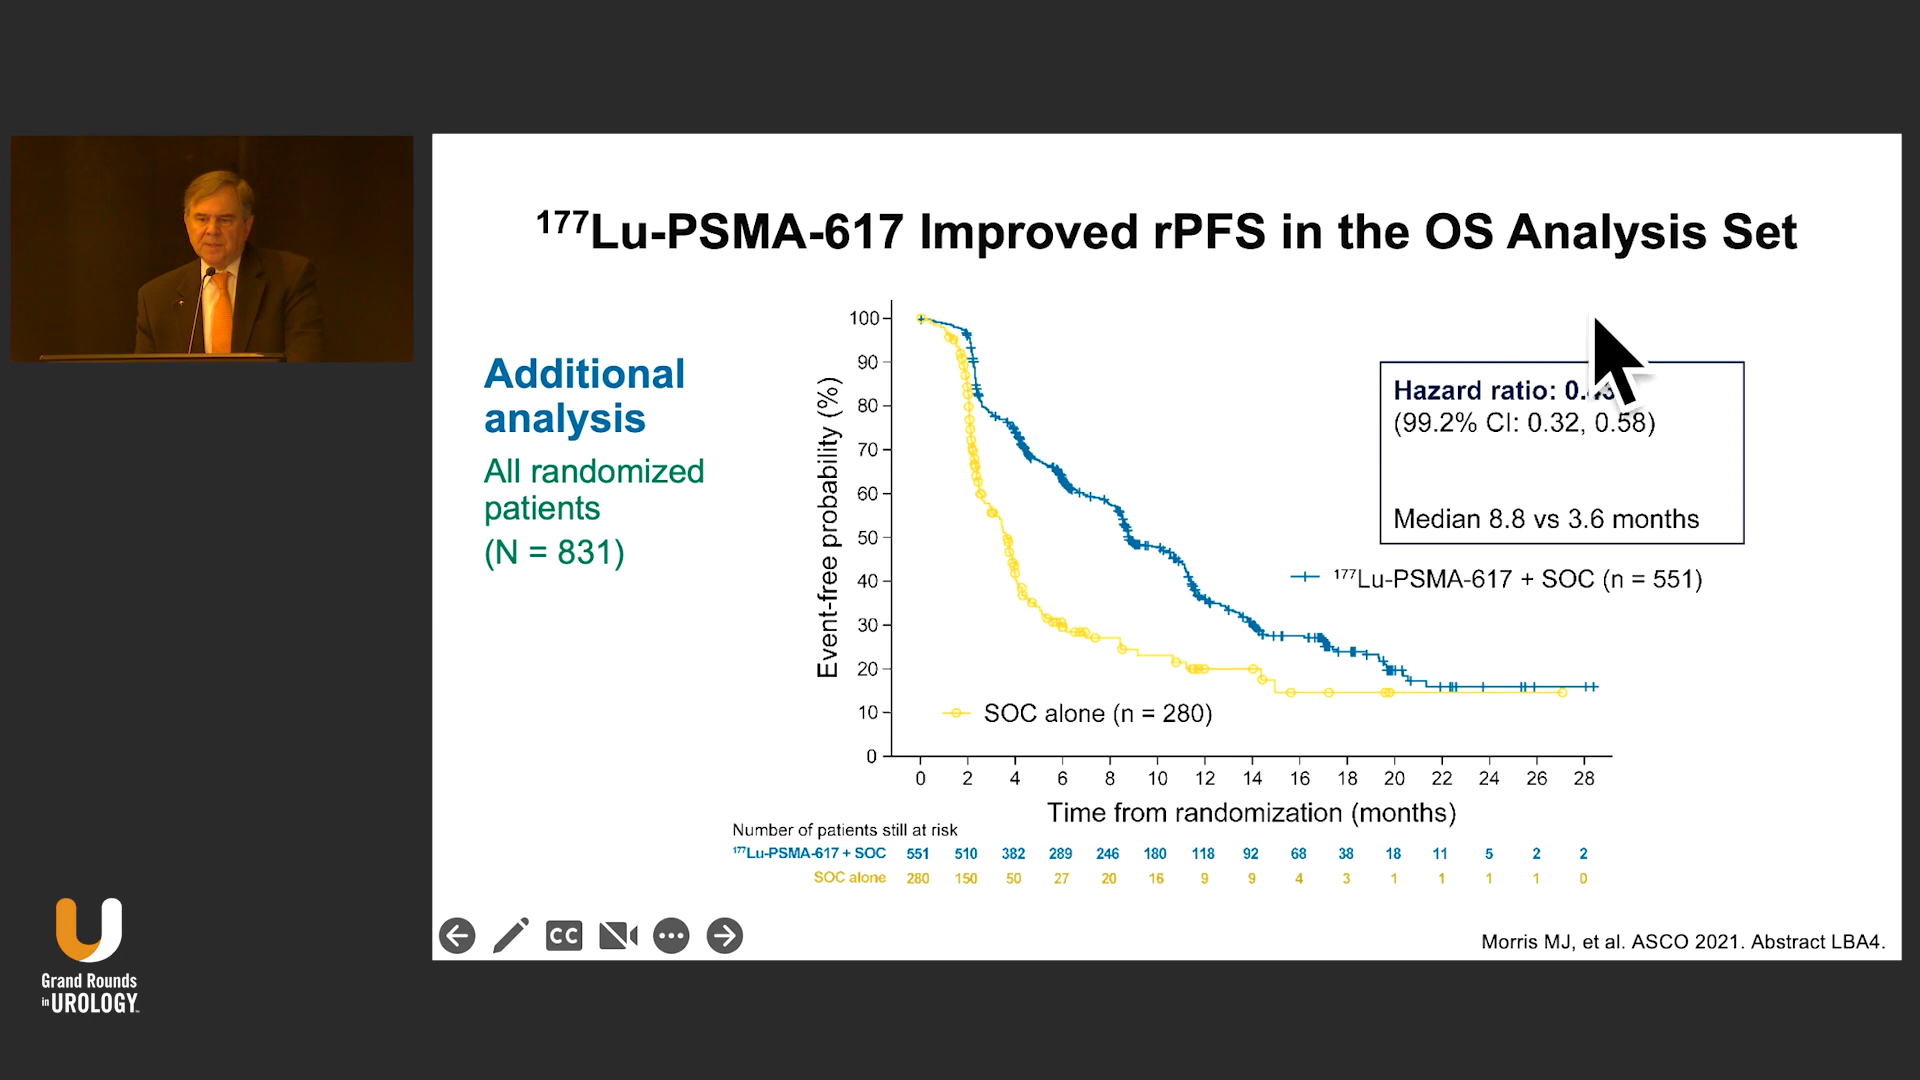 177Lu-PSMA-617 Improved rPFS in the OS Analysis Set
Additional
analysis
All randomized
patients
(N = 831)
Event-free probability (%)
100
90
80
70
60
50
40
30
20
10
0
Hazard ratio:
(99.2% CI: 0.32, 0.58)
Median 8.8 vs 3.6 months
177Lu-PSMA-617 + SOC (n = 551)
SOC alone (n = 280)
0 2 4 6 8 10 12 14 16 18 20 22 24 26 28
Time from randomization (months)
Number of patients still at risk
177Lu-PSMA-617 + SOC 551 510 382 289 246 180 118 92 68 38 18 11 5 2 2
SOC alone 280 150 50 27 20 16 9 9 4 3 1 1 1 1 0
CC
Morris MJ, et al. ASCO 2021. Abstract LBA4.
Grand Rounds
in UROLOGY